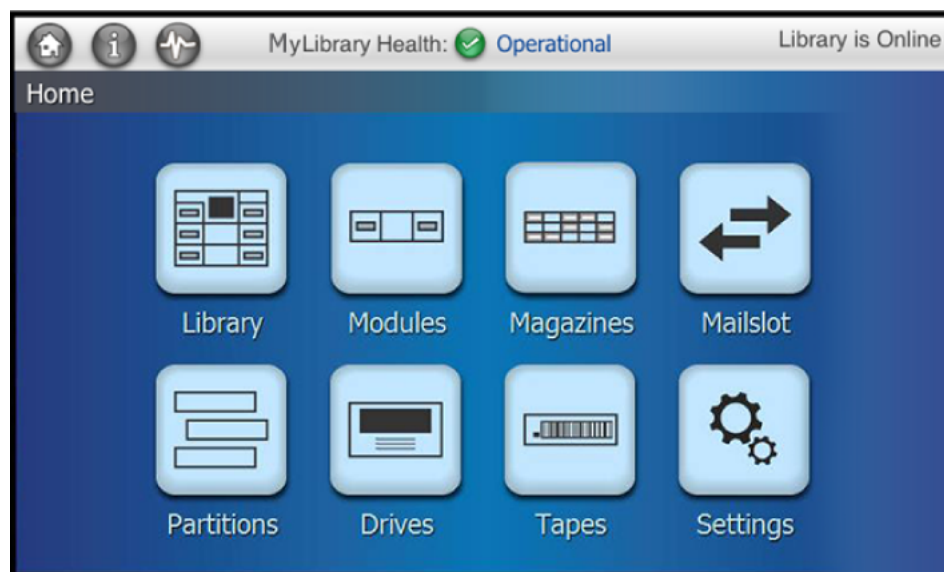 MyLibrary Health: Operational Library is Online
Home
Library Modules Magazines Mailslot
Partitions Drives Tapes Settings